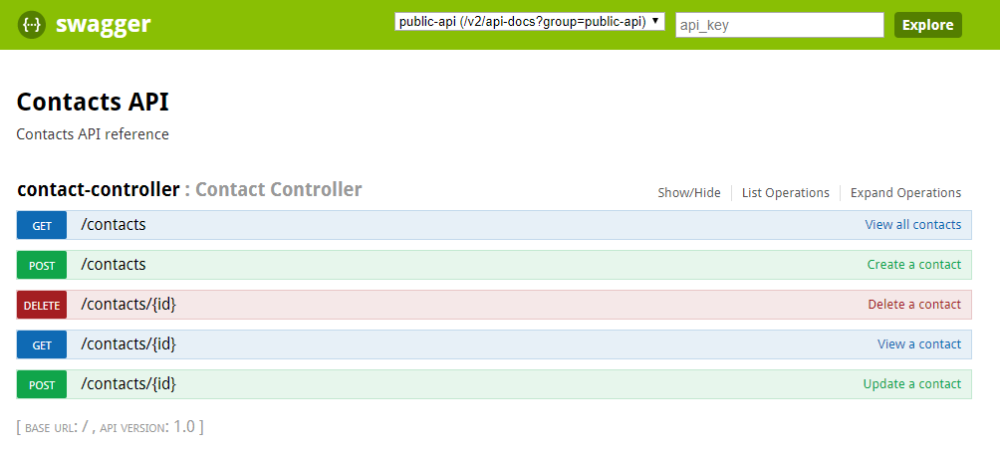 {··} swagger public-api (/v2/api-docs?group=public-api) api_key Explore
Contacts API
Contacts API reference
contact-controller : Contact Controller Show/Hide List Operations Expand Operations
GET /contacts View all contacts
POST /contacts Create a contact
DELETE /contacts/{id} Delete a contact
GET /contacts/{id} View a contact
POST /contacts/{id} Update a contact
[ BASE URL: / , API VERSION: 1.0 ]